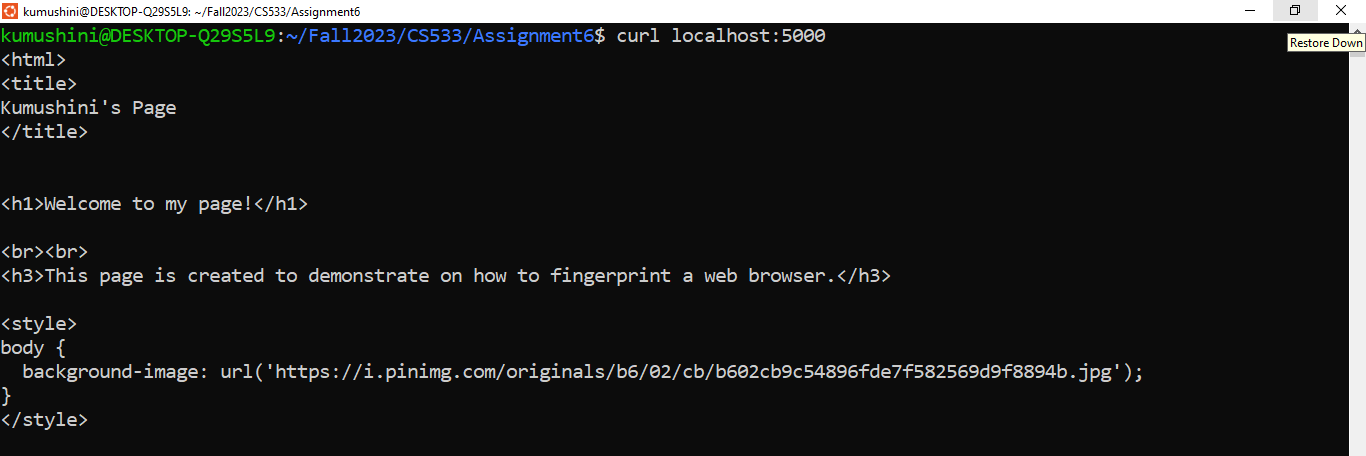 kumushini@DESKTOP-Q29S5L9: ~/Fall2023/CS533/Assignment6
kumushini@DESKTOP-Q29S5L9:~/Fall2023/CS533/Assignment6$ curl localhost:5000
Restore Down
<html>
<title>
Kumushini's Page
</title>
<h1>Welcome to my page!</h1>
<br><br>
<h3>This page is created to demonstrate on how to fingerprint a web browser.</h3>
<style>
body {
  background-image: url('https://i.pinimg.com/originals/b6/02/cb/b602cb9c54896fde7f582569d9f8894b.jpg');
}
</style>